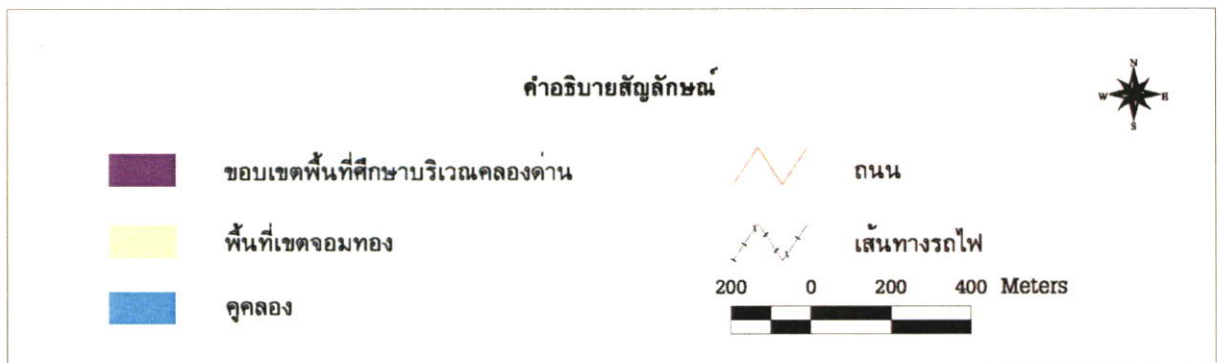 คำอธิบายสัญลักษณ์
N
W E
S
ขอบเขตพื้นที่ศึกษาบริเวณคลองด่าน
ถนน
พื้นที่เขตจอมทอง
เส้นทางรถไฟ
คูคลอง
200 0 200 400 Meters